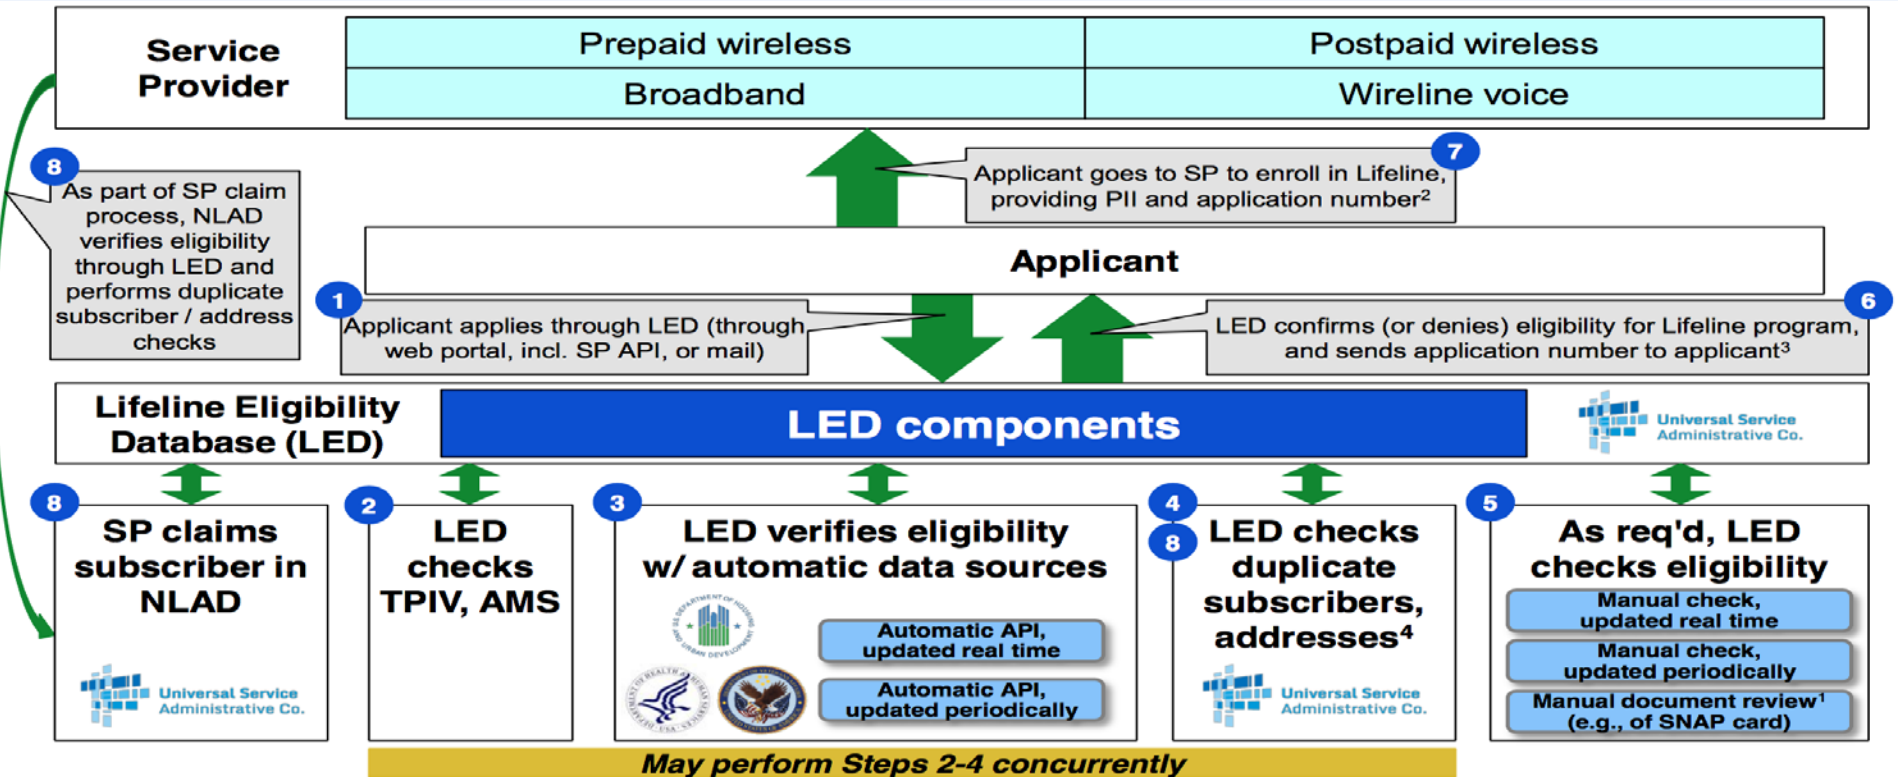 Service
Provider
Prepaid wireless
Postpaid wireless
Broadband
Wireline voice
8
As part of SP claim
process, NLAD
verifies eligibility
through LED and
performs duplicate
subscriber / address
checks
7
Applicant goes to SP to enroll in Lifeline,
providing PII and application number²
Applicant
1
Applicant applies through LED (through
web portal, incl. SP API, or mail)
6
LED confirms (or denies) eligibility for Lifeline program,
and sends application number to applicant³
Lifeline Eligibility
Database (LED)
LED components
Universal Service
Administrative Co.
8
SP claims
subscriber in
NLAD
Universal Service
Administrative Co.
2
LED
checks
TPIV, AMS
3
LED verifies eligibility
w/ automatic data sources
Automatic API,
updated real time
Automatic API,
updated periodically
4
8
LED checks
duplicate
subscribers,
addresses⁴
Universal Service
Administrative Co.
5
As req'd, LED
checks eligibility
Manual check,
updated real time
Manual check,
updated periodically
Manual document review¹
(e.g., of SNAP card)
May perform Steps 2-4 concurrently